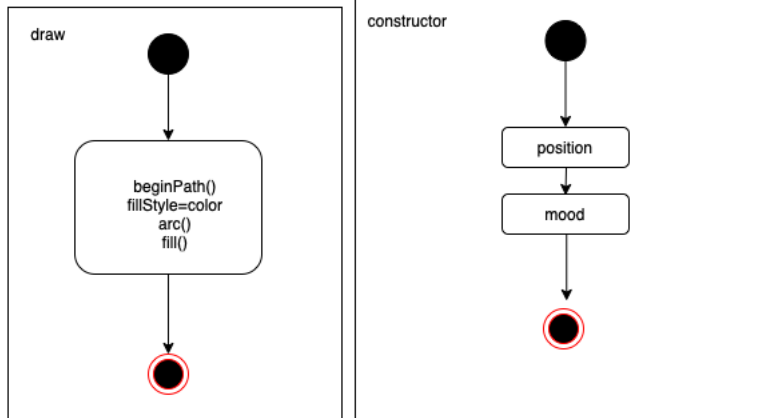 draw
beginPath()
fillStyle=color
arc()
fill()
constructor
position
mood